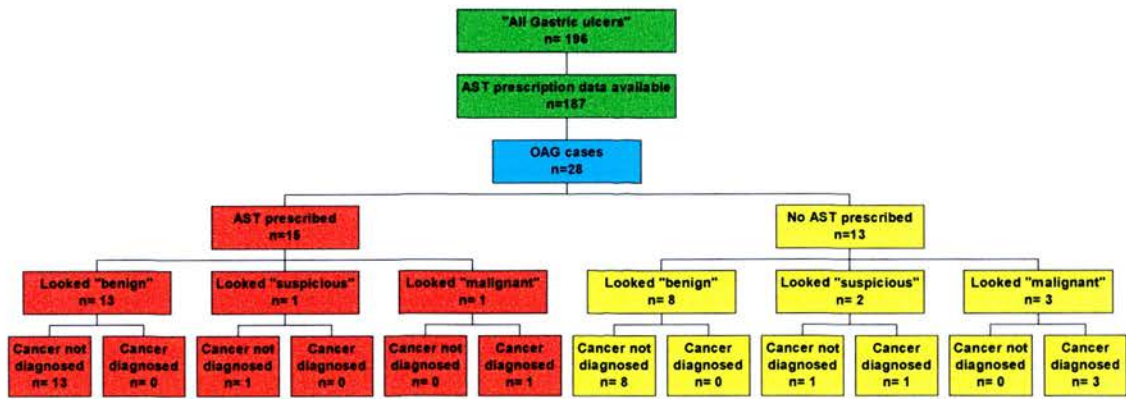 "All Gastric ulcers"
n= 196
AST prescription data available
n=187
OAG cases
n=28
AST prescribed
n=15
No AST prescribed
n=13
Looked "benign"
n= 13
Looked "suspicious"
n= 1
Looked "malignant"
n= 1
Looked "benign"
n= 8
Looked "suspicious"
n= 2
Looked "malignant"
n= 3
Cancer not
diagnosed
n= 13
Cancer
diagnosed
n= 0
Cancer not
diagnosed
n= 1
Cancer
diagnosed
n= 0
Cancer not
diagnosed
n= 0
Cancer
diagnosed
n= 1
Cancer not
diagnosed
n= 8
Cancer
diagnosed
n= 0
Cancer not
diagnosed
n= 1
Cancer
diagnosed
n= 1
Cancer not
diagnosed
n= 0
Cancer
diagnosed
n= 3